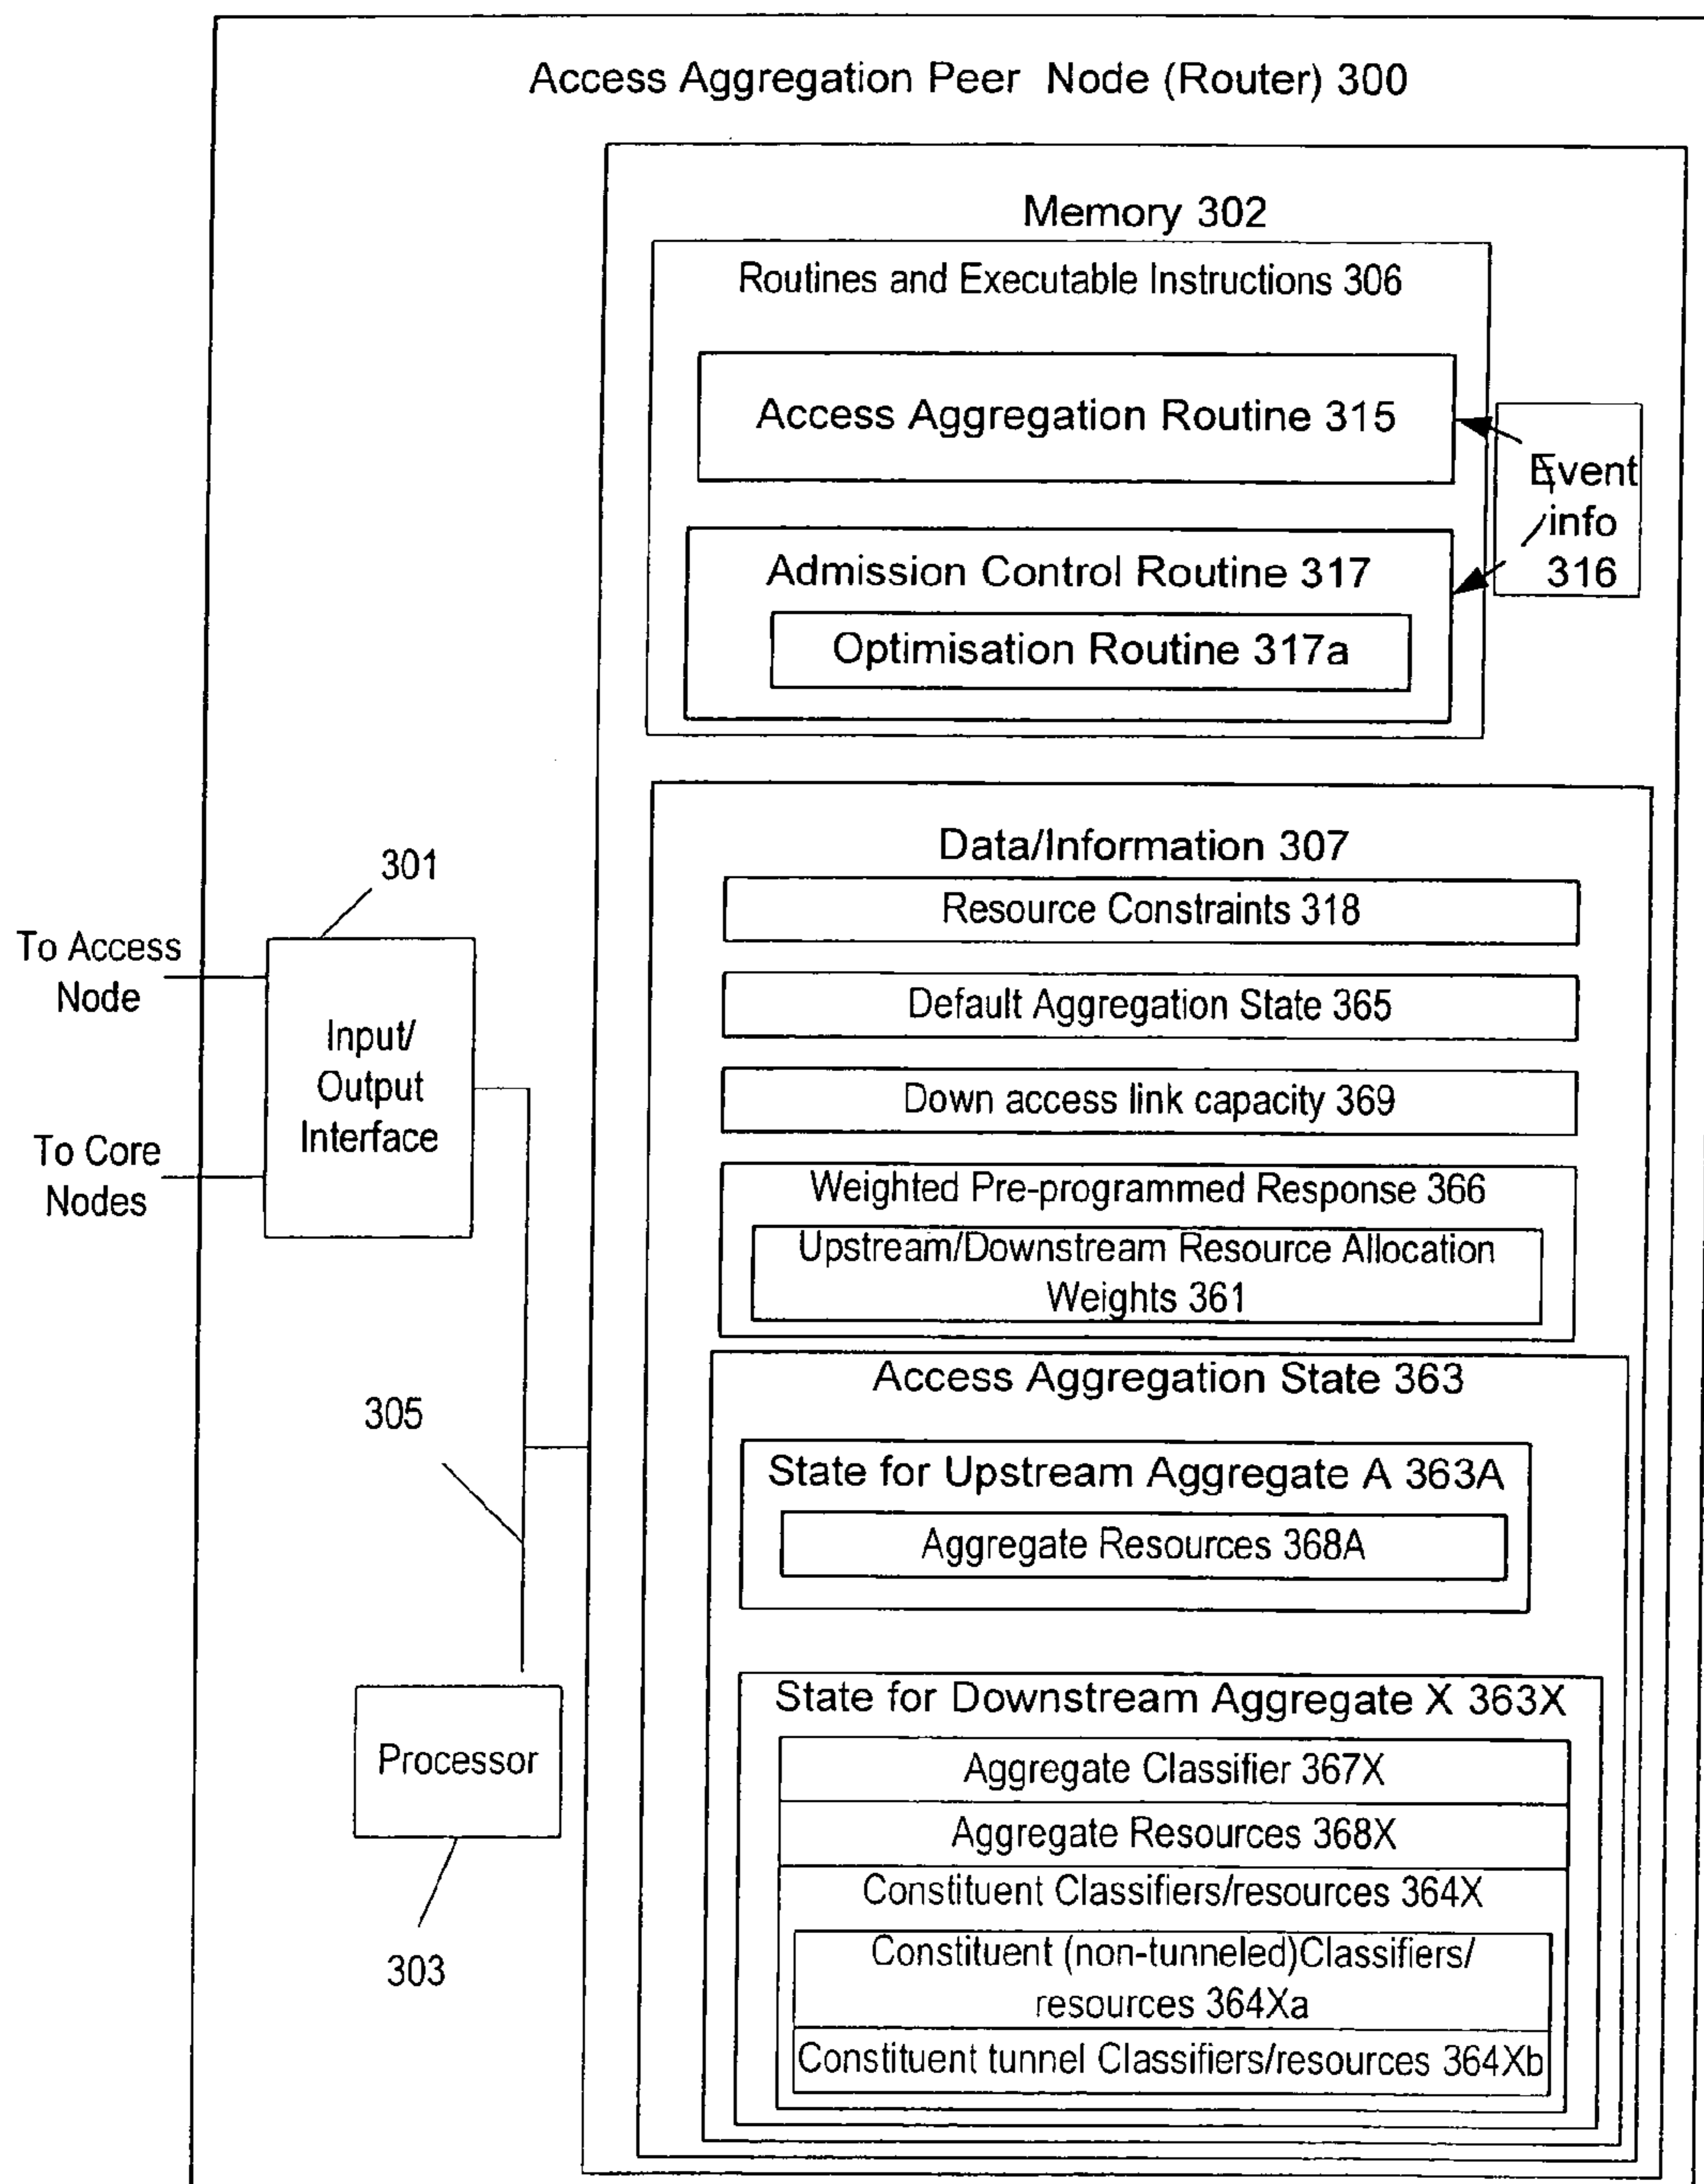 Access Aggregation Peer Node (Router) 300
Memory 302
Routines and Executable Instructions 306
Access Aggregation Routine 315
Event
info
316
Admission Control Routine 317
Optimisation Routine 317a
Data/Information 307
Resource Constraints 318
Default Aggregation State 365
Down access link capacity 369
Weighted Pre-programmed Response 366
Upstream/Downstream Resource Allocation
Weights 361
Access Aggregation State 363
State for Upstream Aggregate A 363A
Aggregate Resources 368A
State for Downstream Aggregate X 363X
Aggregate Classifier 367X
Aggregate Resources 368X
Constituent Classifiers/resources 364X
Constituent (non-tunneled)Classifiers/
resources 364Xa
Constituent tunnel Classifiers/resources 364Xb
301
To Access
Node
Input/
Output
Interface
To Core
Nodes
305
Processor
303